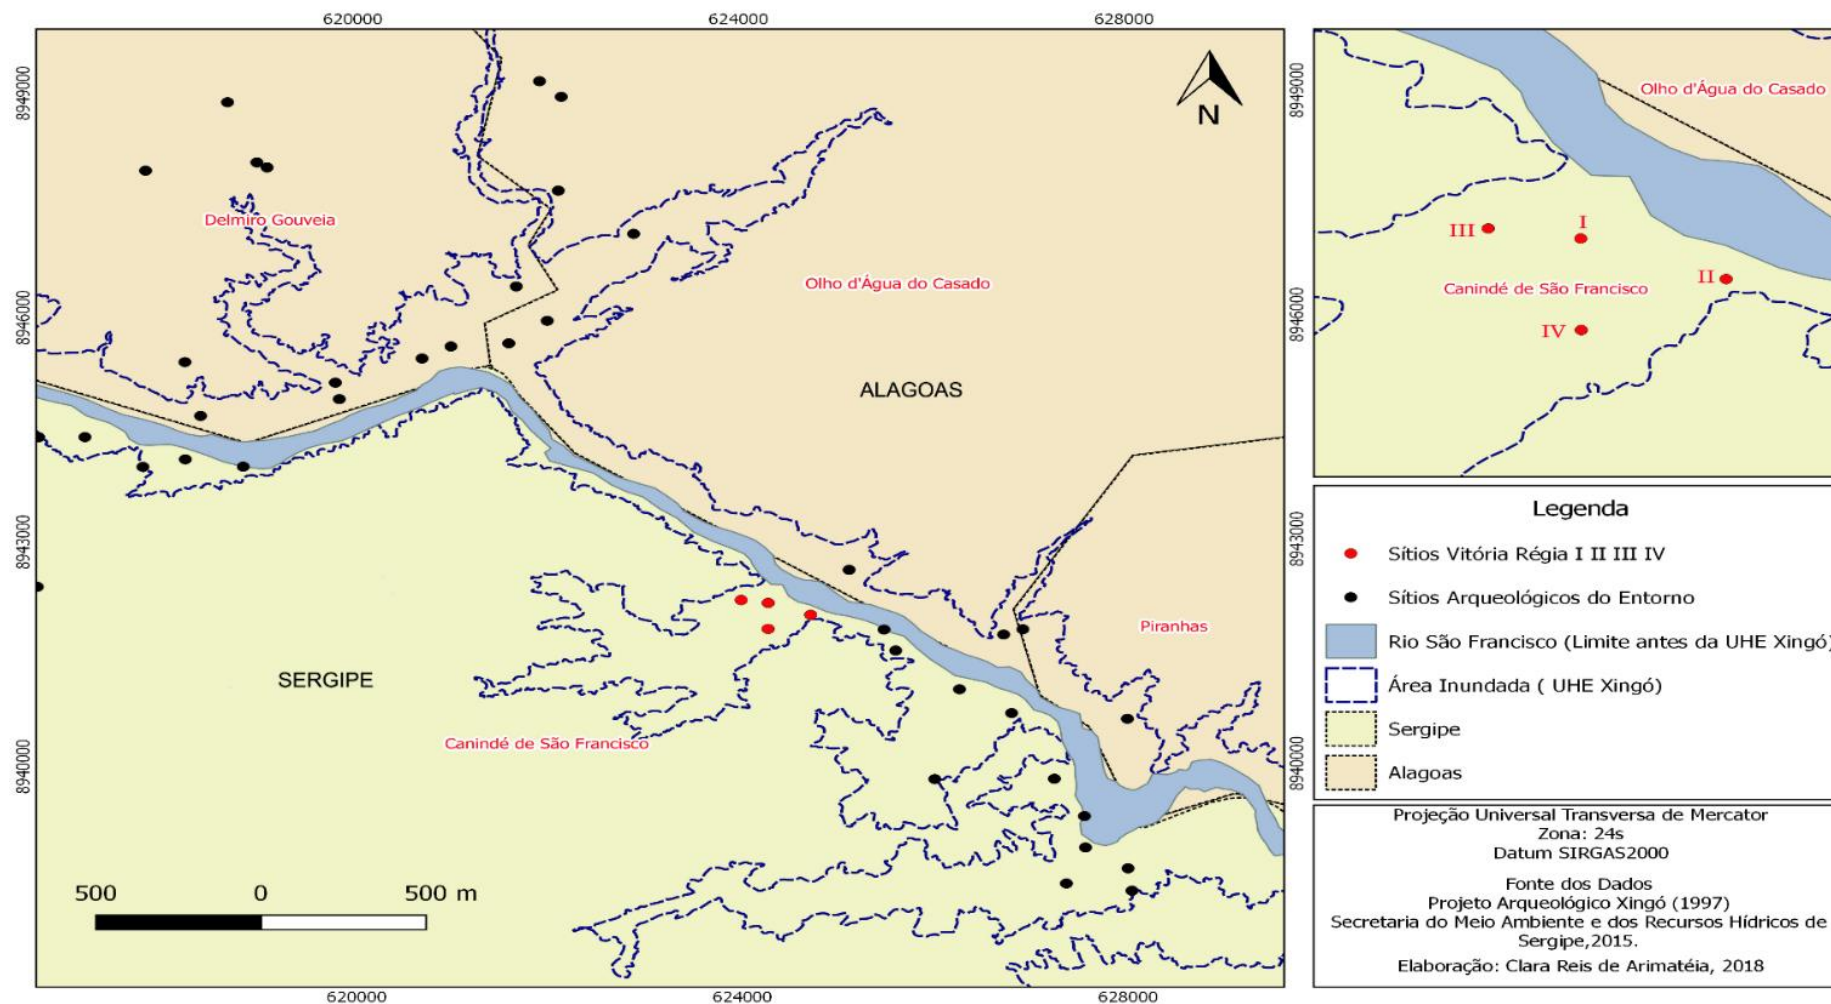 620000
624000
628000
8949000
8946000
8943000
8940000
Delmiro Gouveia
Olho d'Água do Casado
ALAGOAS
SERGIPE
Piranhas
Canindé de São Francisco
N
500 0 500 m
620000
624000
628000
8949000
8946000
8943000
8940000
Olho d'Água do Casado
III
I
II
Canindé de São Francisco
IV
Legenda
Sítios Vitória Régia I II III IV
Sítios Arqueológicos do Entorno
Rio São Francisco (Limite antes da UHE Xingó)
Área Inundada ( UHE Xingó)
Sergipe
Alagoas
Projeção Universal Transversa de Mercator
Zona: 24s
Datum SIRGAS2000
Fonte dos Dados
Projeto Arqueológico Xingó (1997)
Secretaria do Meio Ambiente e dos Recursos Hídricos de
Sergipe,2015.
Elaboração: Clara Reis de Arimatéia, 2018